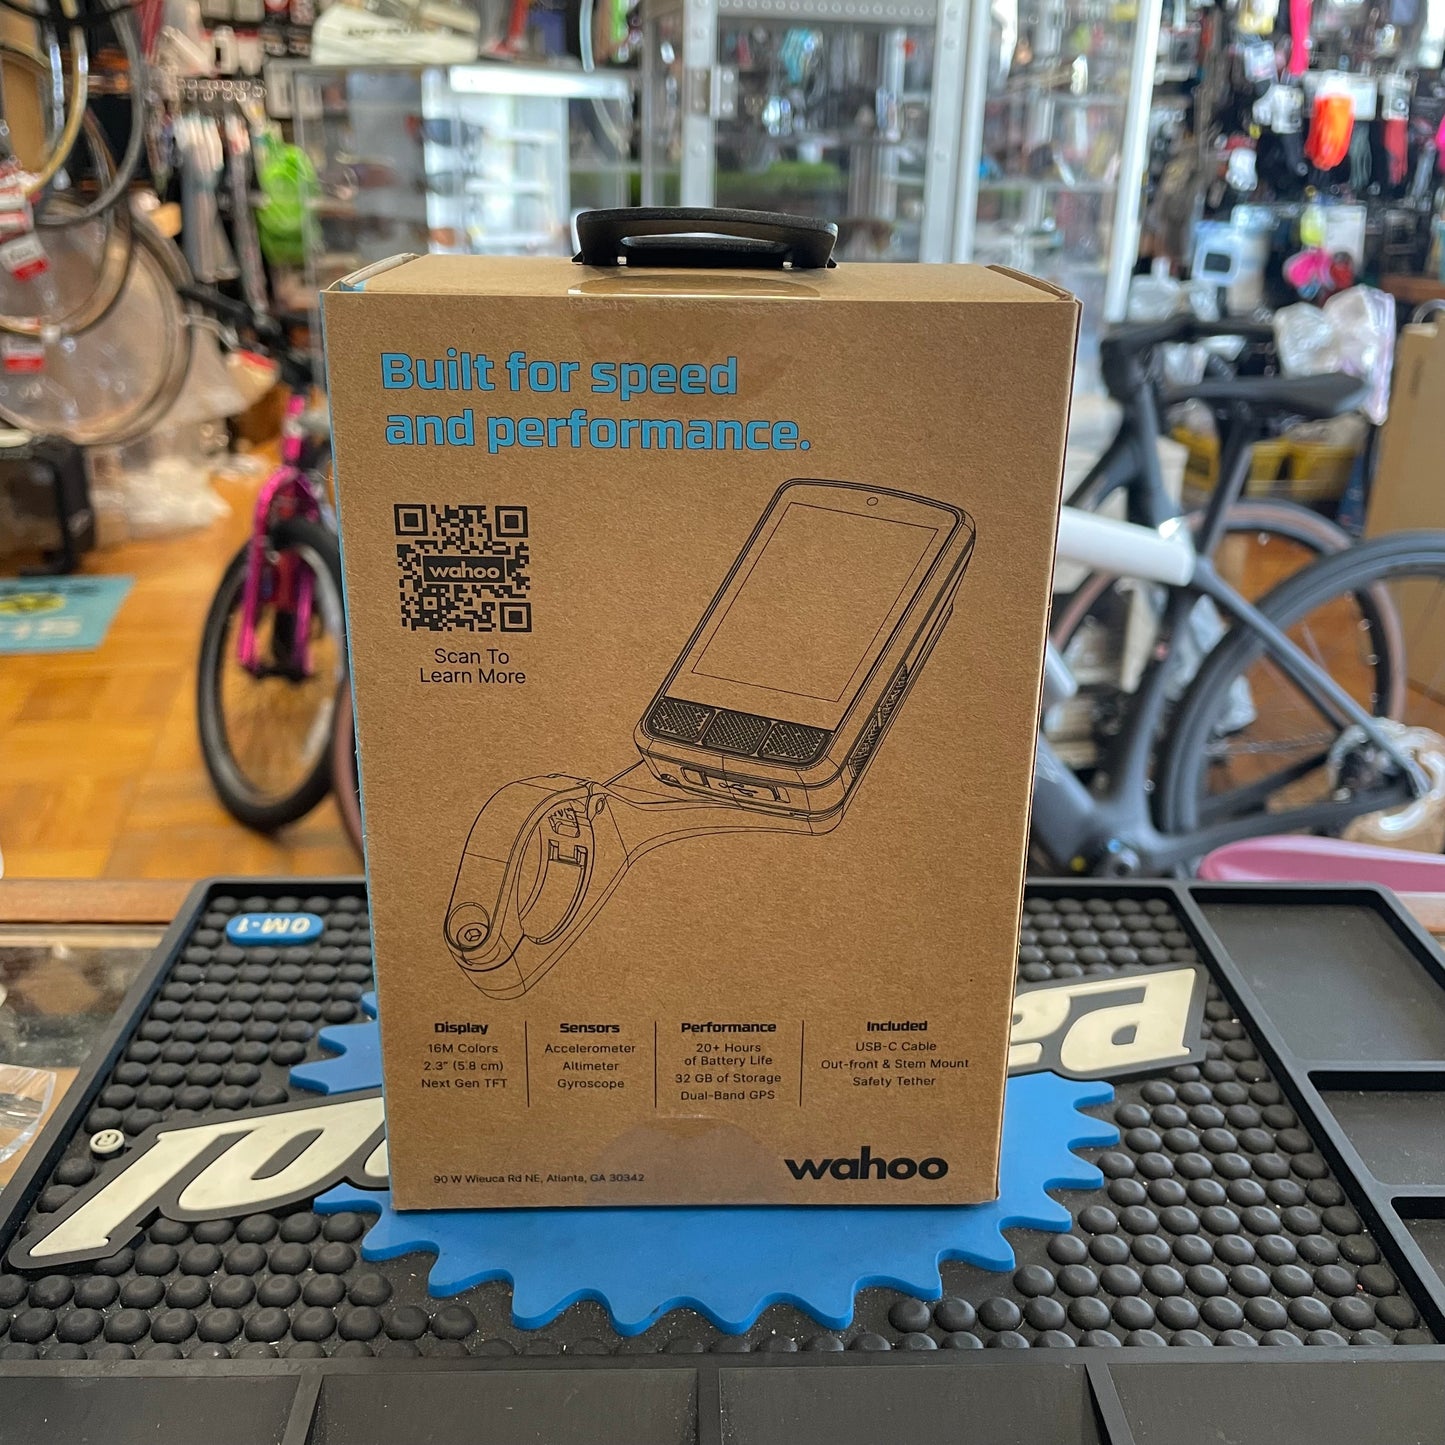 Built for speed
and performance.
wahoo
Scan To
Learn More
Display
16M Colors
2.3" (5.8 cm)
Next Gen TFT
Sensors
Accelerometer
Altimeter
Gyroscope
Performance
20+ Hours
of Battery Life
32 GB of Storage
Dual-Band GPS
Included
USB-C Cable
Out-front & Stem Mount
Safety Tether
90 W Wieuca Rd NE, Atlanta, GA 30342
wahoo
OM-1